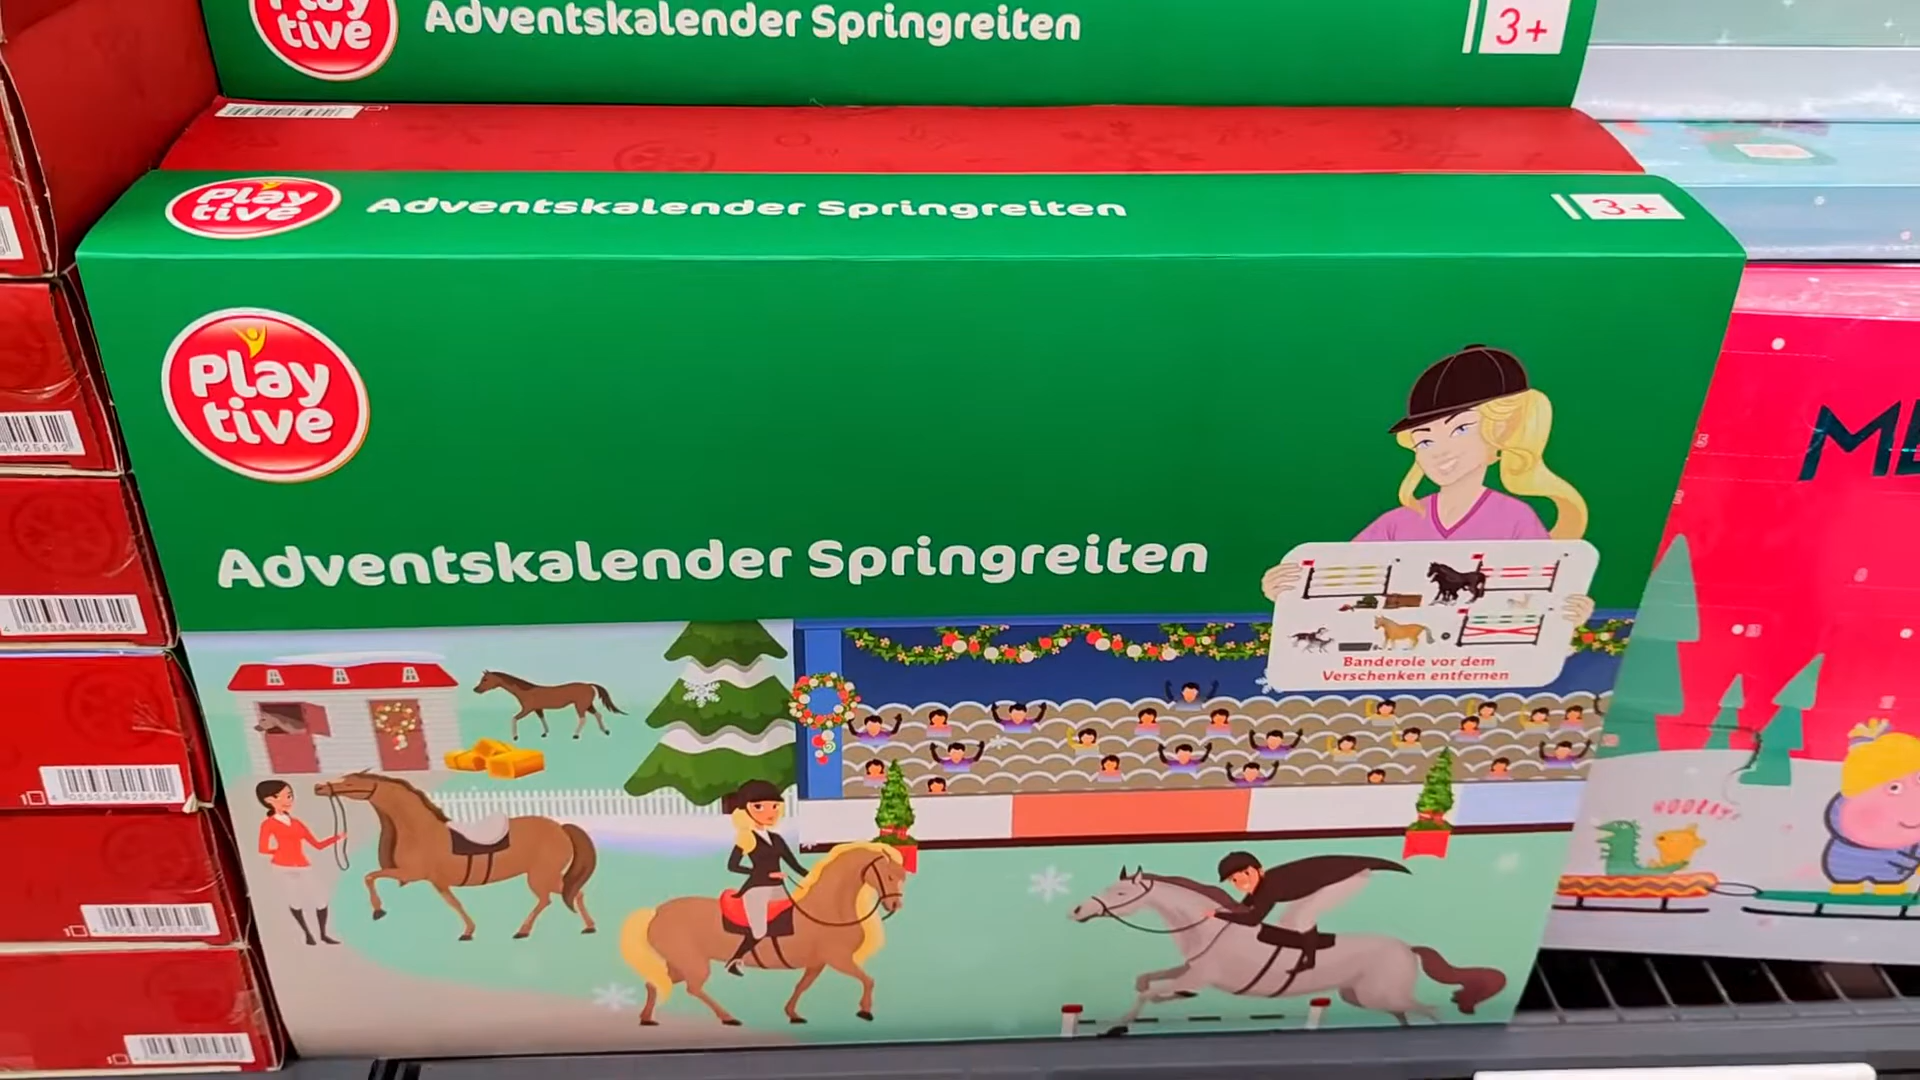 Play
tive
Adventskalender Springreiten
3+
Play
tive
Adventskalender Springreiten
3+
Play
tive
Adventskalender Springreiten
Banderole vor dem
Verschenken entfernen
HOORAY!